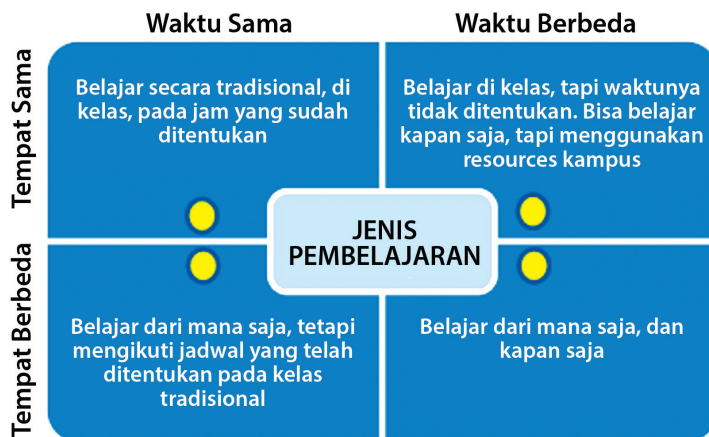 Waktu Sama
Waktu Berbeda
Tempat Sama
Belajar secara tradisional, di
kelas, pada jam yang sudah
ditentukan
Belajar di kelas, tapi waktunya
tidak ditentukan. Bisa belajar
kapan saja, tapi menggunakan
resources kampus
JENIS
PEMBELAJARAN
Tempat Berbeda
Belajar dari mana saja, tetapi
mengikuti jadwal yang telah
ditentukan pada kelas
tradisional
Belajar dari mana saja, dan
kapan saja